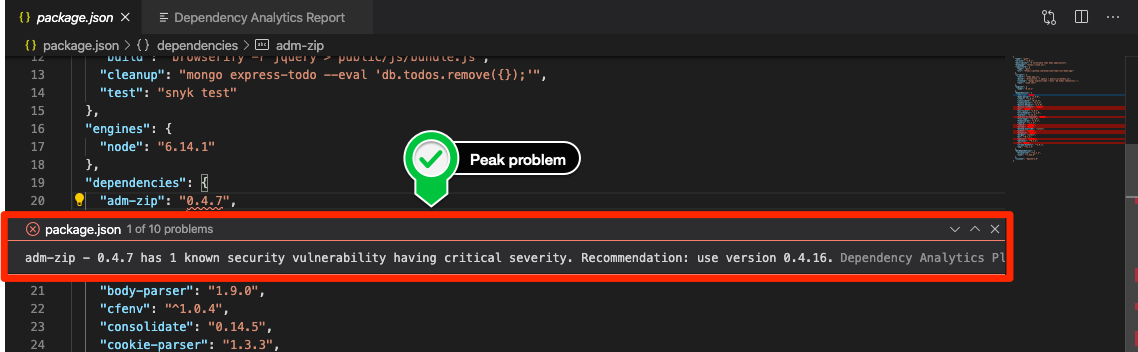 {} package.json × Dependency Analytics Report ...
{} package.json > {} dependencies > abc adm-zip
12 "build": "browserify -r jquery > public/js/bundle.js",
13 "cleanup": "mongo express-todo --eval 'db.todos.remove({});'",
14 "test": "snyk test"
15 },
16 "engines": {
17 "node": "6.14.1"
18 },
19 "dependencies": {
20 "adm-zip": "0.4.7",
Peak problem
package.json 1 of 10 problems
adm-zip - 0.4.7 has 1 known security vulnerability having critical severity. Recommendation: use version 0.4.16. Dependency Analytics Pl
21 "body-parser": "1.9.0",
22 "cfenv": "^1.0.4",
23 "consolidate": "0.14.5",
24 "cookie-parser": "1.3.3",